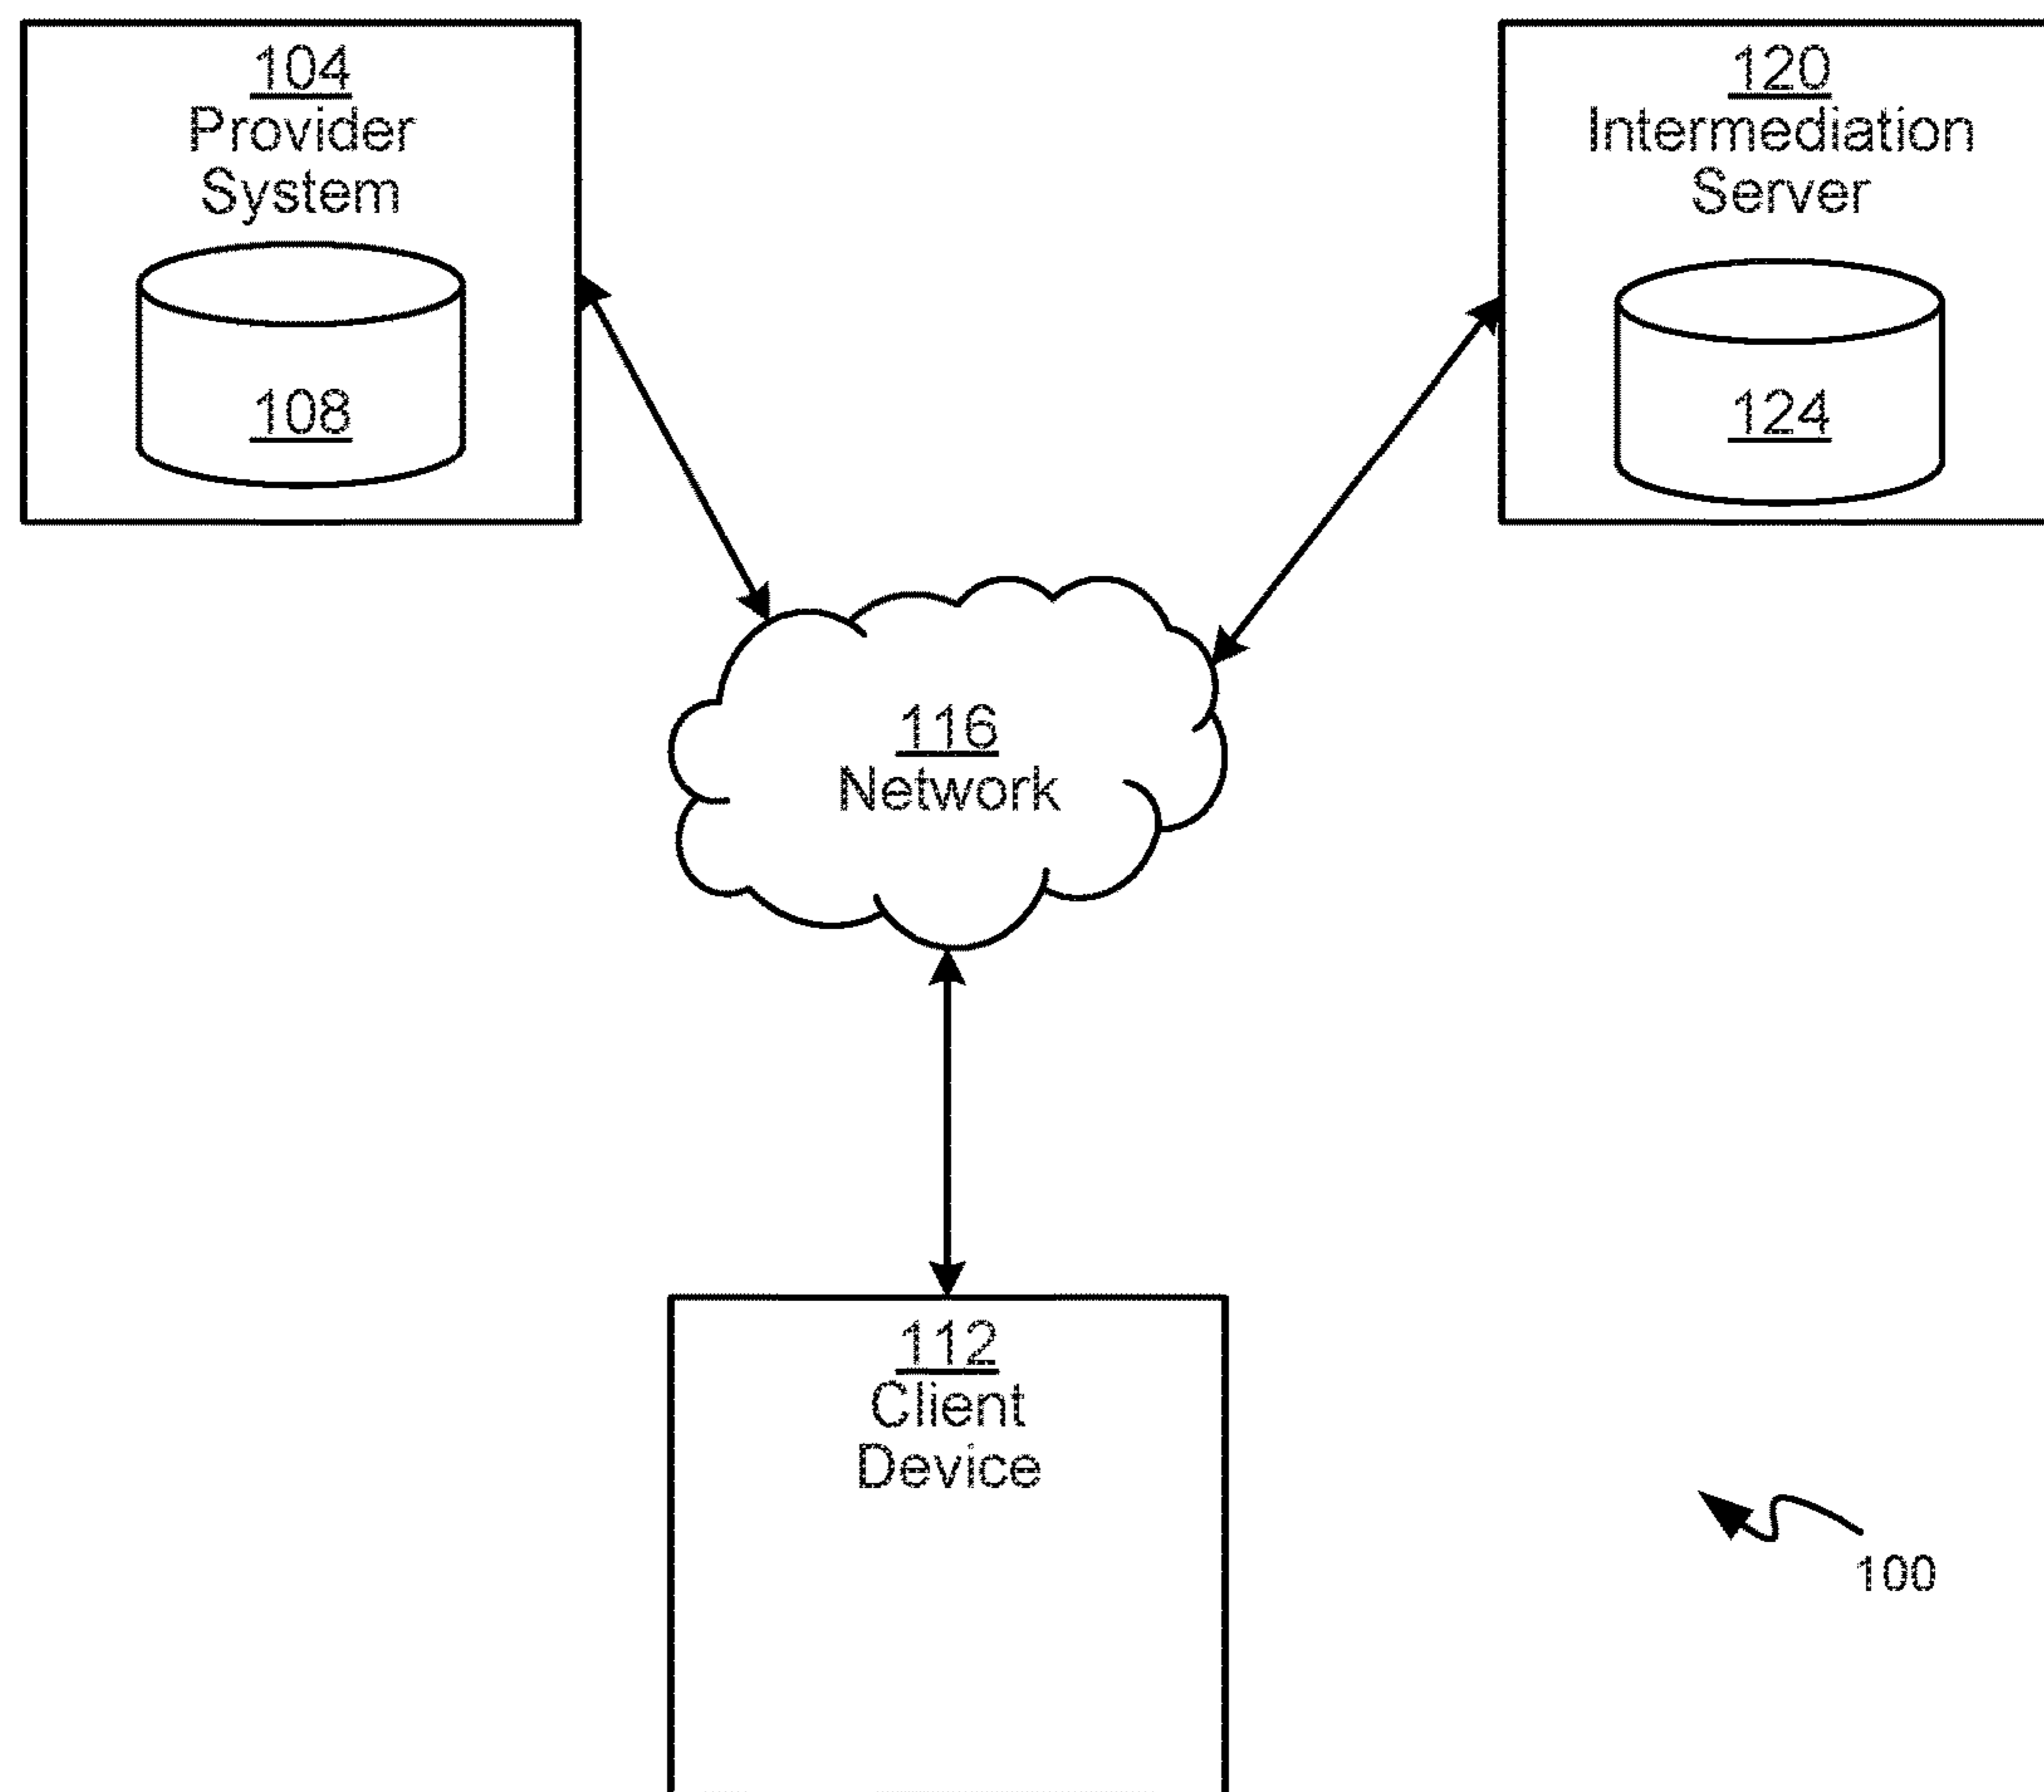 104
Provider
System
108
120
Intermediation
Server
124
116
Network
112
Client
Device
100